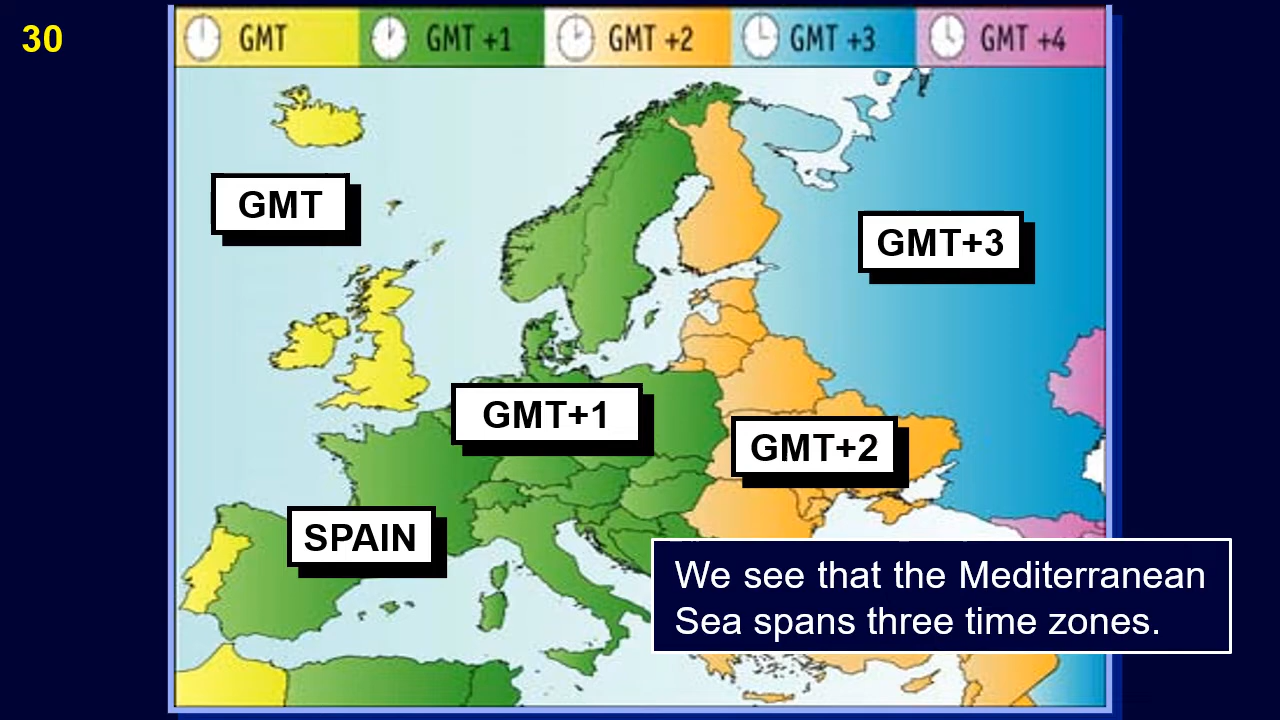 30
GMT GMT +1 GMT +2 GMT +3 GMT +4
GMT
GMT+3
GMT+1
GMT+2
SPAIN
We see that the Mediterranean
Sea spans three time zones.